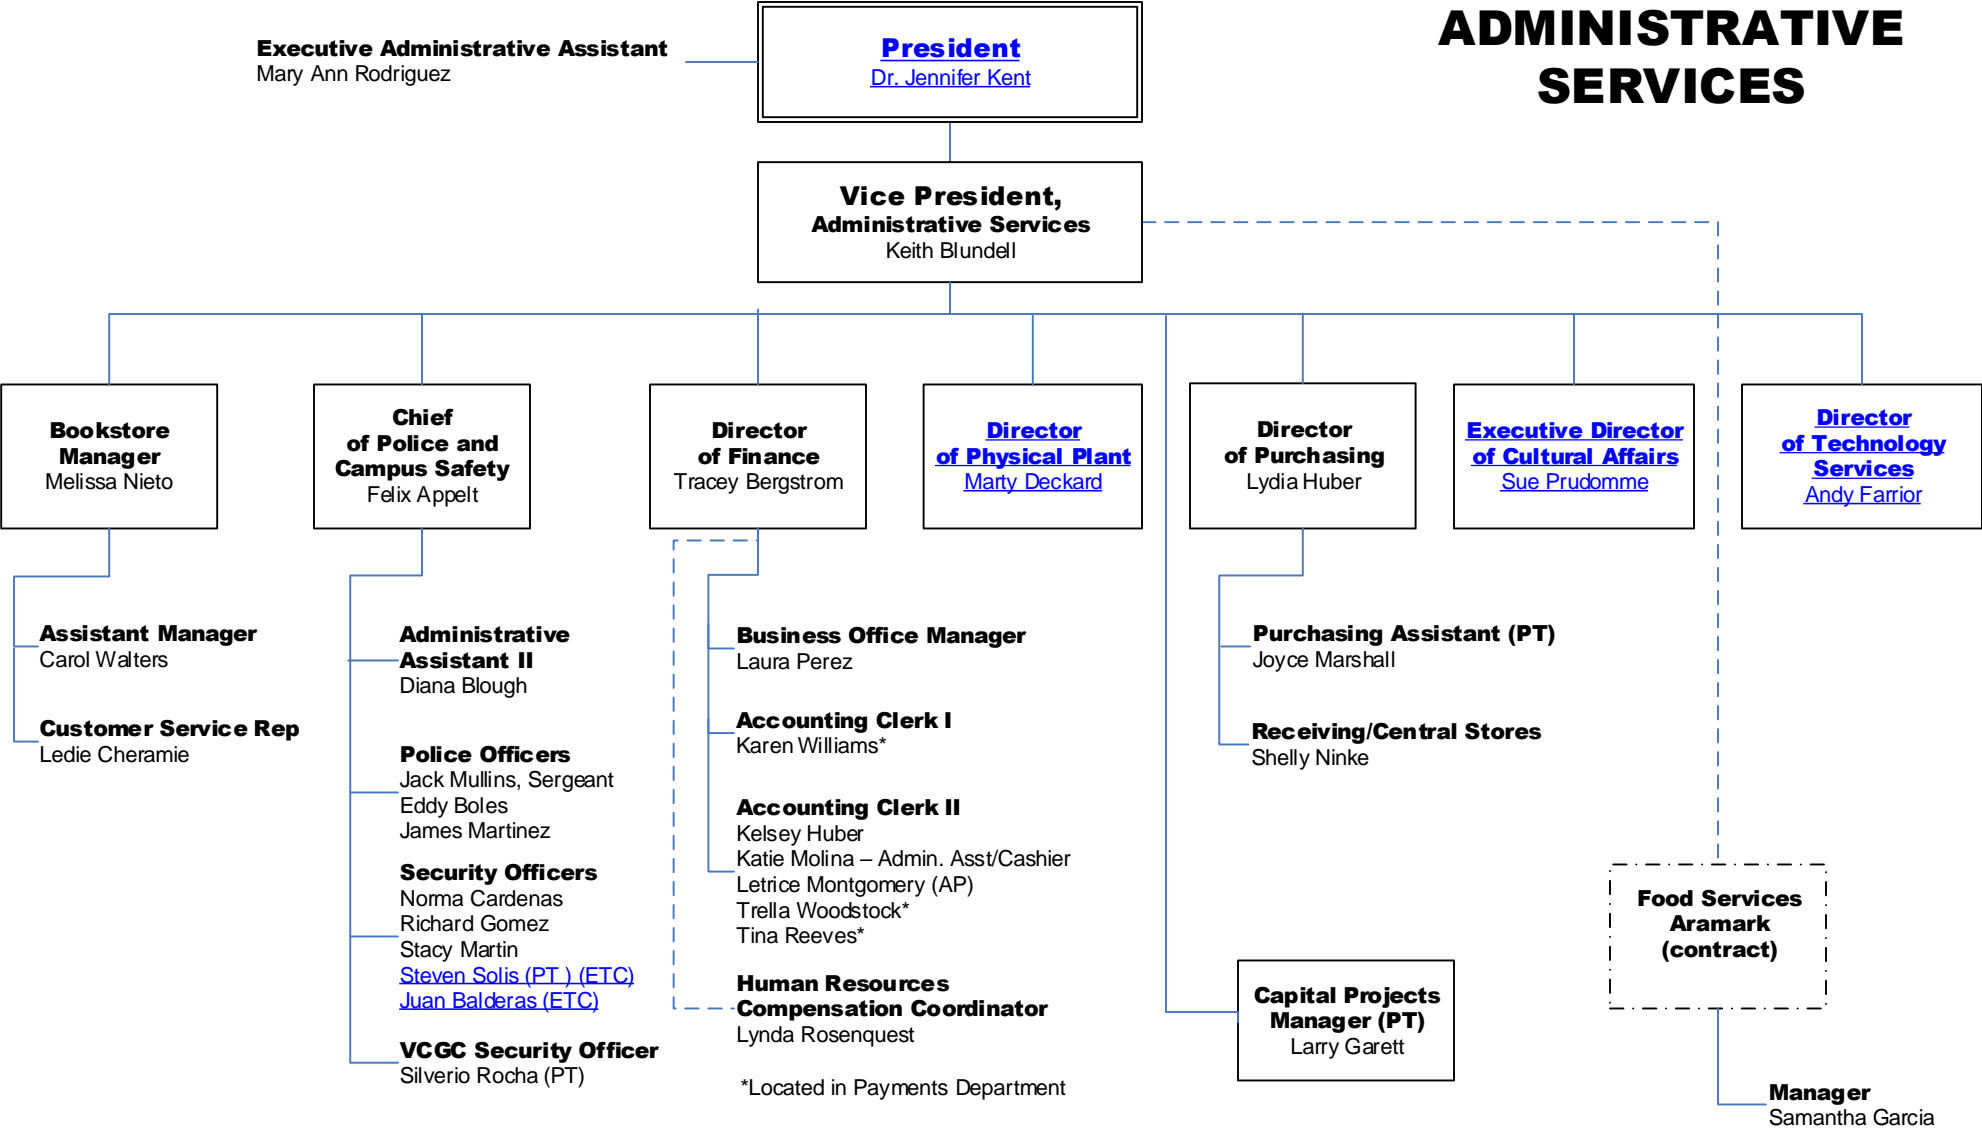 ADMINISTRATIVE
SERVICES
Executive Administrative Assistant
Mary Ann Rodriguez
President
Dr. Jennifer Kent
Vice President,
Administrative Services
Keith Blundell
Bookstore
Manager
Melissa Nieto
Chief
of Police and
Campus Safety
Felix Appelt
Director
of Finance
Tracey Bergstrom
Director
of Physical Plant
Marty Deckard
Director
of Purchasing
Lydia Huber
Executive Director
of Cultural Affairs
Sue Prudomme
Director
of Technology
Services
Andy Farrior
Assistant Manager
Carol Walters
Customer Service Rep
Ledie Cheramie
Administrative
Assistant II
Diana Blough
Police Officers
Jack Mullins, Sergeant
Eddy Boles
James Martinez
Security Officers
Norma Cardenas
Richard Gomez
Stacy Martin
Steven Solis (PT ) (ETC)
Juan Balderas (ETC)
VCGC Security Officer
Silverio Rocha (PT)
Business Office Manager
Laura Perez
Accounting Clerk I
Karen Williams*
Accounting Clerk II
Kelsey Huber
Katie Molina – Admin. Asst/Cashier
Letrice Montgomery (AP)
Trella Woodstock*
Tina Reeves*
Human Resources
Compensation Coordinator
Lynda Rosenquest
*Located in Payments Department
Purchasing Assistant (PT)
Joyce Marshall
Receiving/Central Stores
Shelly Ninke
Capital Projects
Manager (PT)
Larry Garett
Food Services
Aramark
(contract)
Manager
Samantha Garcia